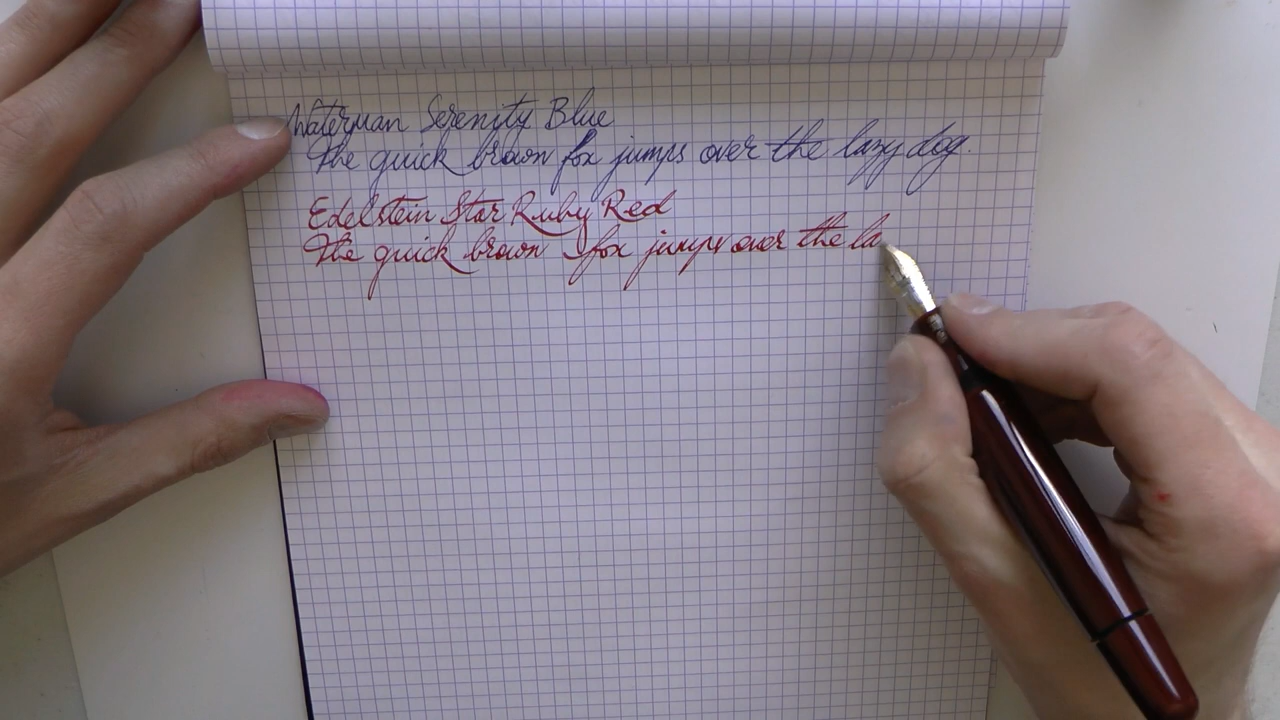 Waterman Serenity Blue
The quick brown fox jumps over the lazy dog.
Edelstein Star Ruby Red
The quick brown fox jumps over the la